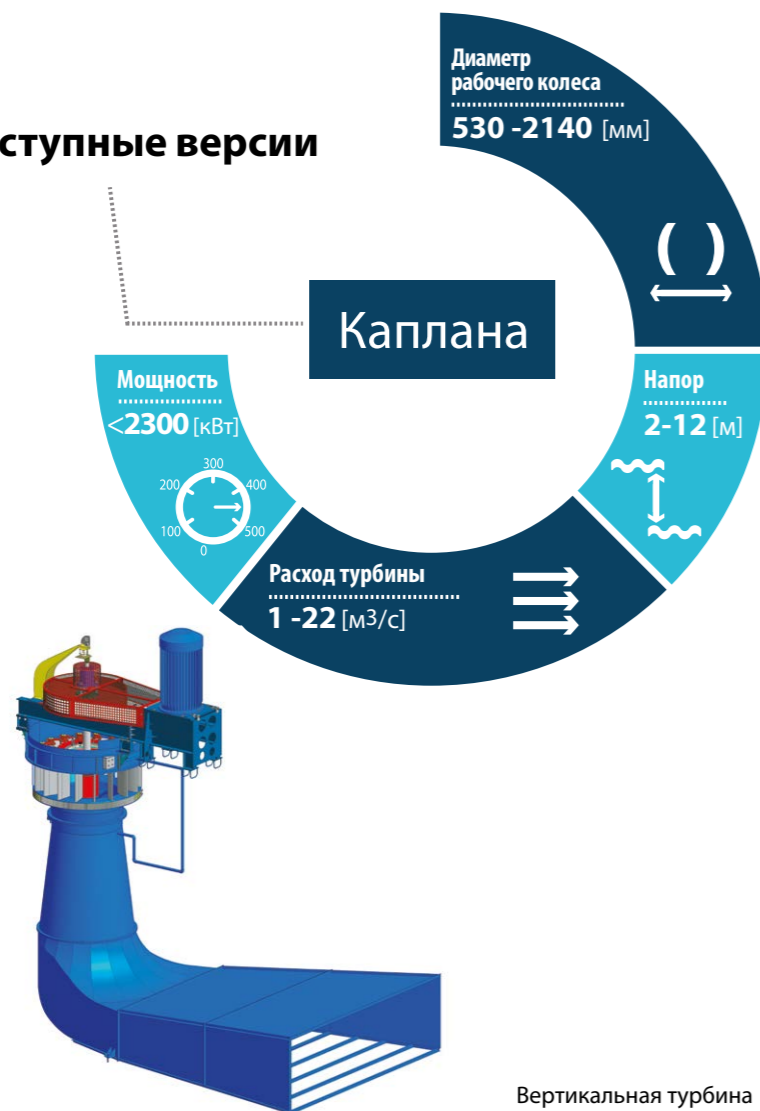 Диаметр
рабочего колеса
530 -2140 [мм]
ступные версии
Каплана
Мощность
<2300 [кВт]
Напор
2-12 [м]
300
200
400
100
500
0
Расход турбины
1 -22 [м3/с]
Вертикальная турбина